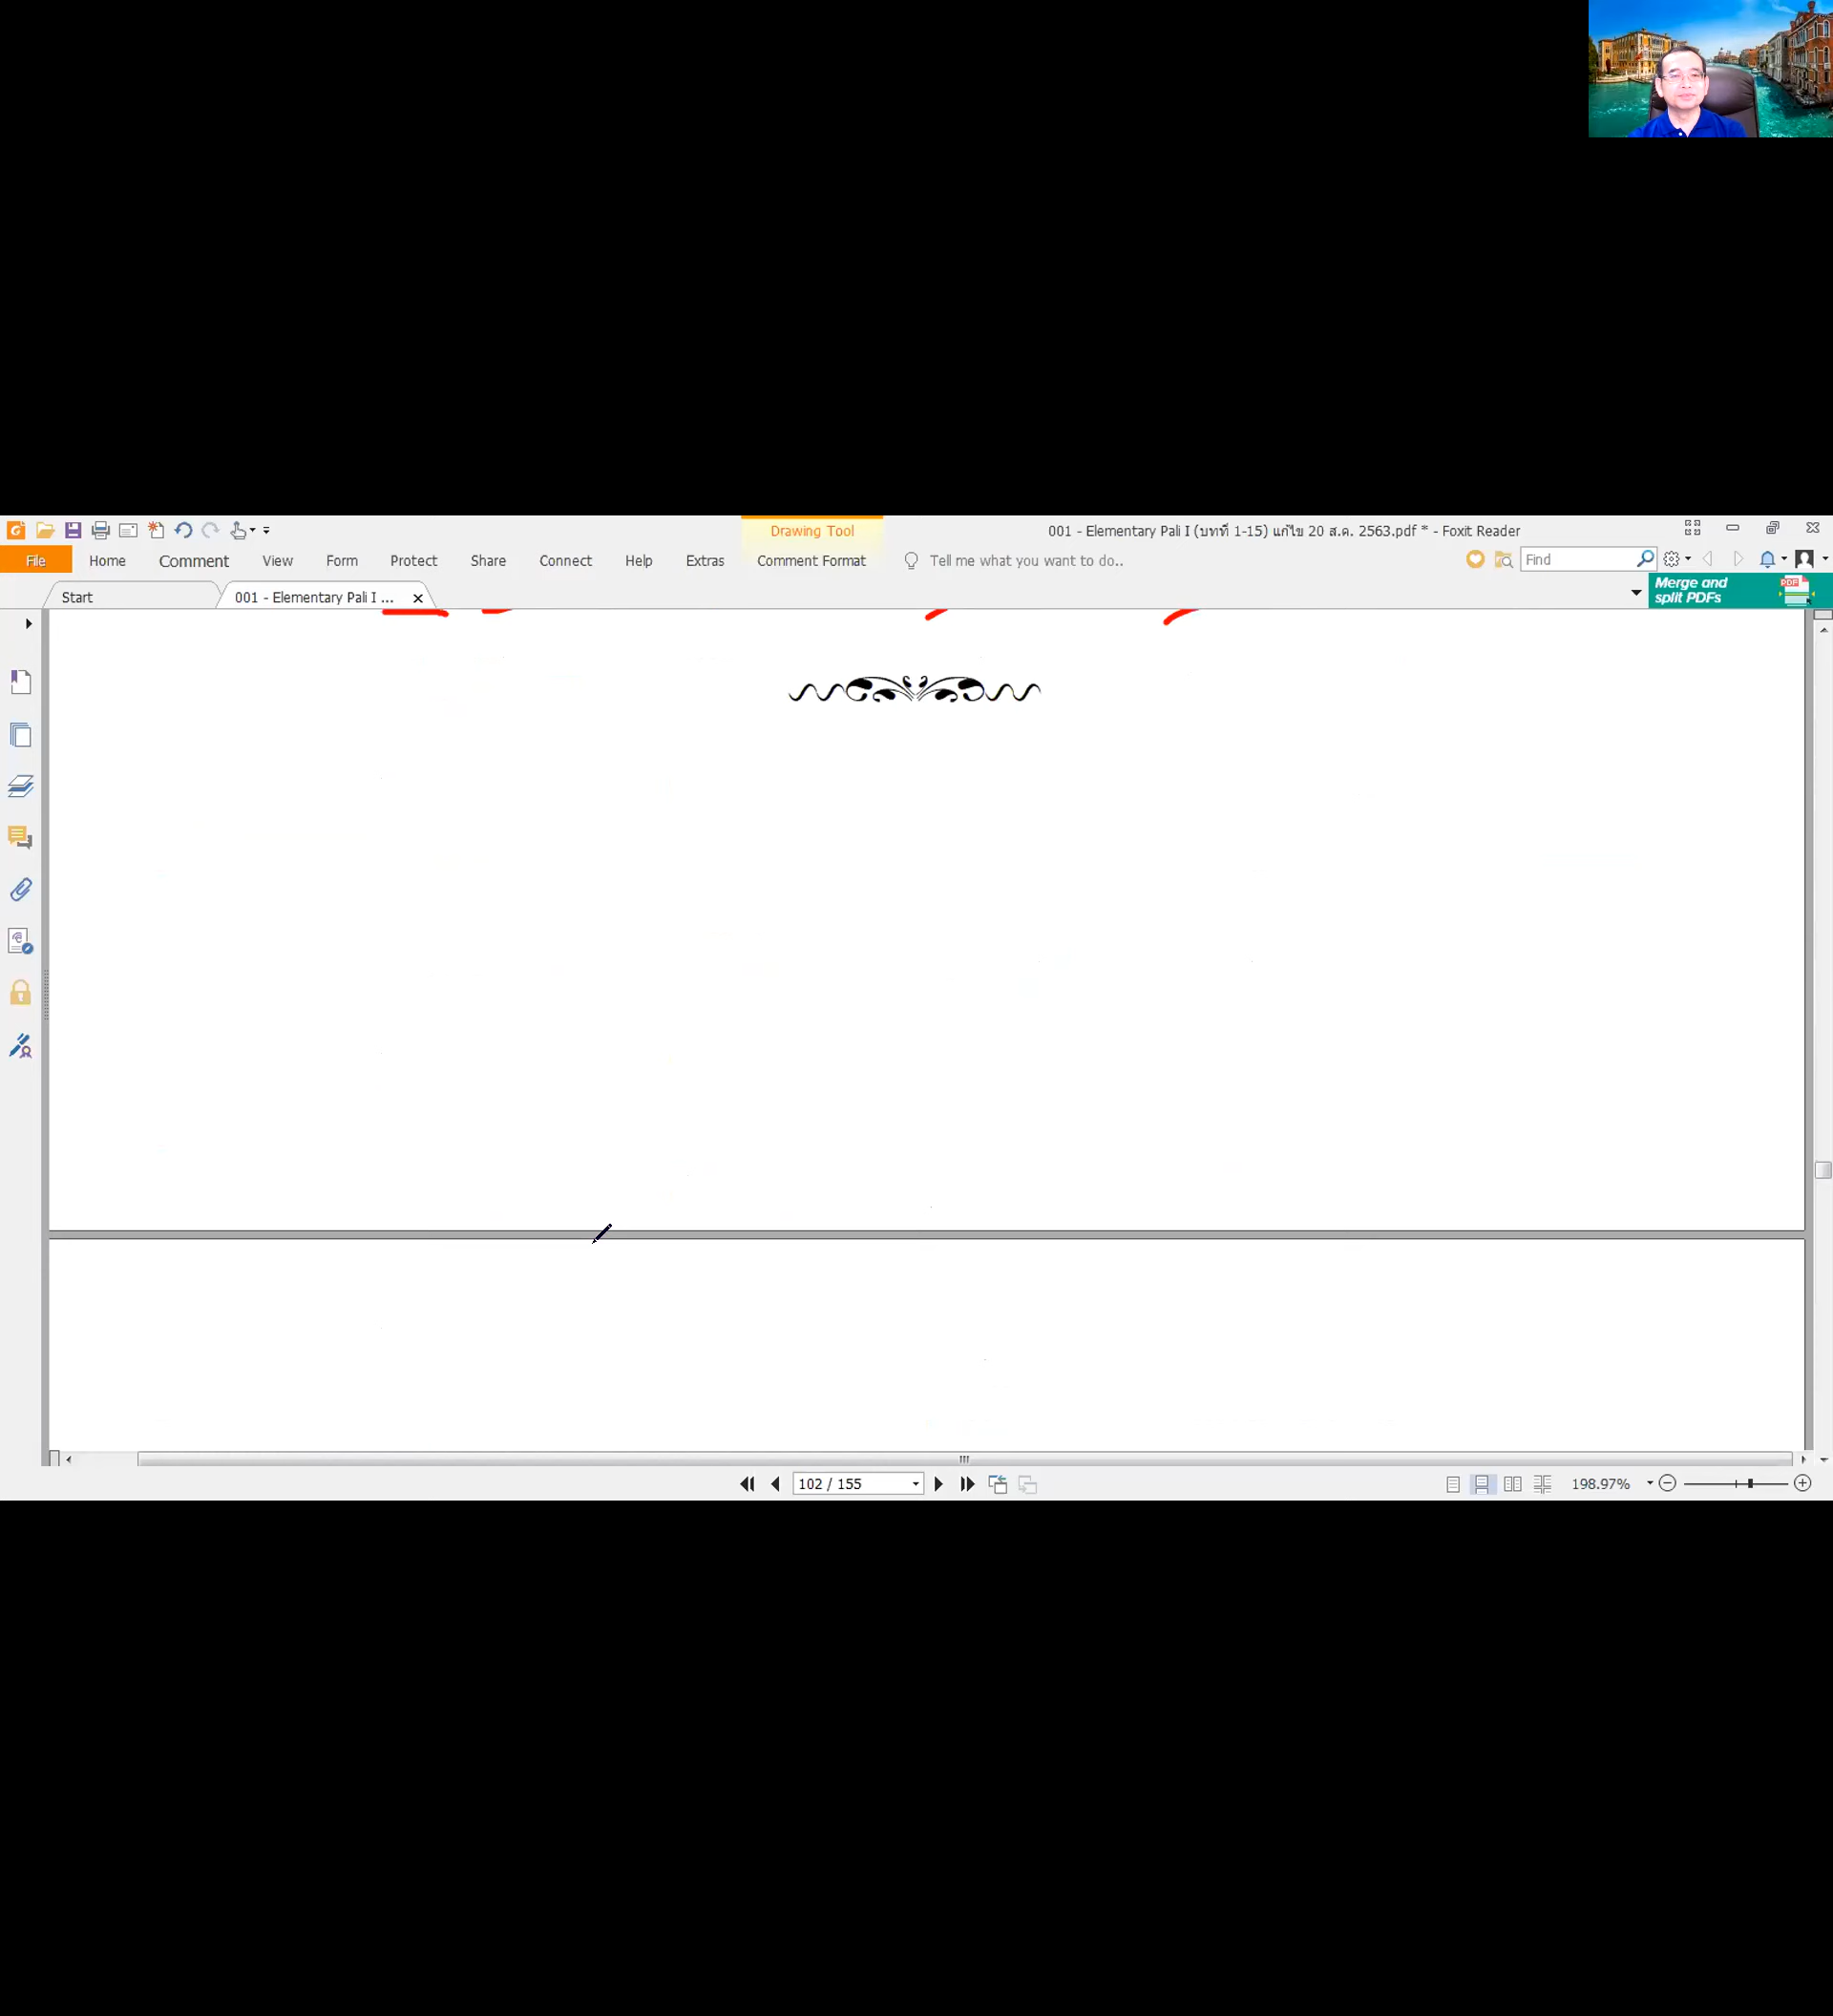 Drawing Tool
001 - Elementary Pali I (บทที่ 1-15) แก้ไข 20 ส.ค. 2563.pdf * - Foxit Reader
File Home Comment View Form Protect Share Connect Help Extras Comment Format Tell me what you want to do.. Find
Start 001 - Elementary Pali I ...
Merge and
split PDFs
PDF
102 / 155
198.97%